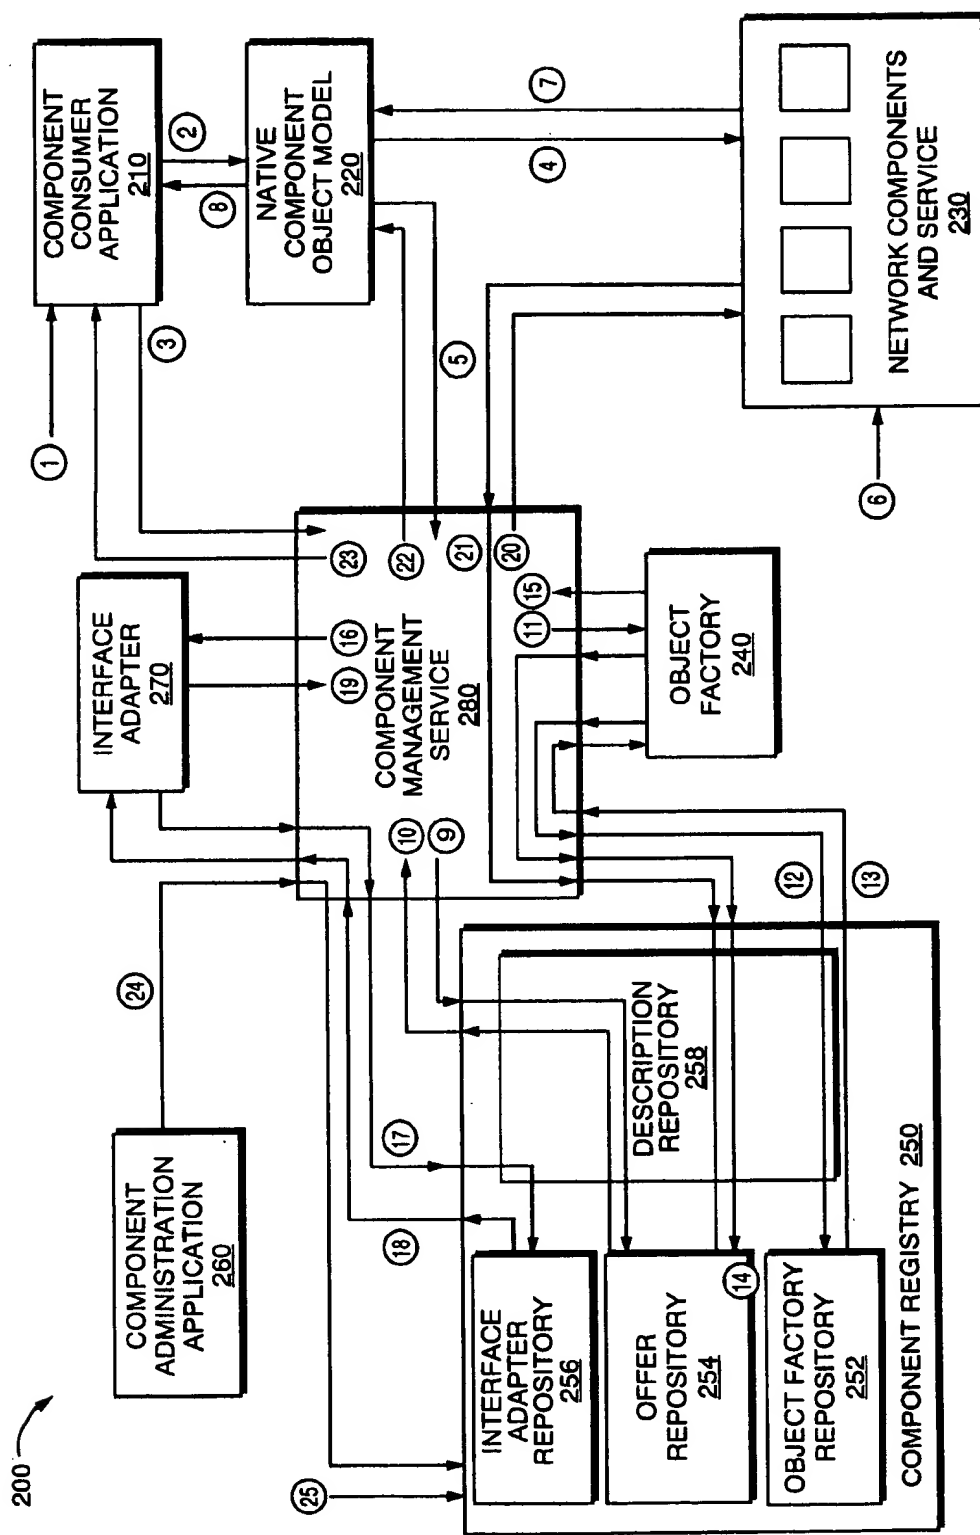 200
COMPONENT
CONSUMER
APPLICATION
210
1
2
8
3
NATIVE
COMPONENT
OBJECT MODEL
220
7
4
5
NETWORK COMPONENTS
AND SERVICE
230
6
INTERFACE
ADAPTER
270
COMPONENT
MANAGEMENT
SERVICE
280
23
22
21
20
16
19
15
11
10
9
OBJECT
FACTORY
240
12
13
24
COMPONENT
ADMINISTRATION
APPLICATION
260
17
18
25
DESCRIPTION
REPOSITORY
258
INTERFACE
ADAPTER
REPOSITORY
256
OFFER
REPOSITORY
254
14
OBJECT FACTORY
REPOSITORY
252
COMPONENT REGISTRY 250